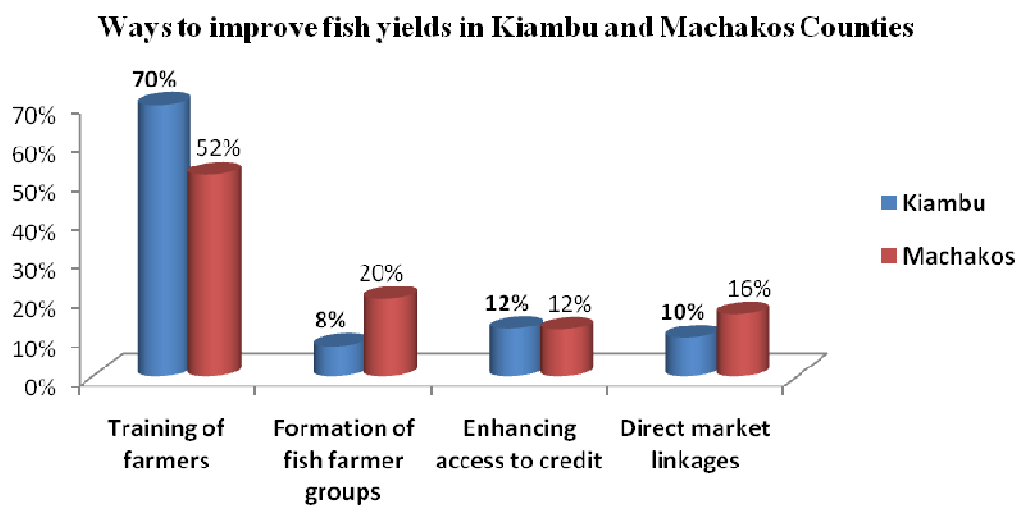 Ways to improve fish yields in Kiambu and Machakos Counties
70%
70%
60%
50%
40%
30%
20%
10%
0%
52%
8%
20%
12%
12%
10%
16%
Kiambu
Machakos
Training of
farmers
Formation of
fish farmer
groups
Enhancing
access to credit
Direct market
linkages